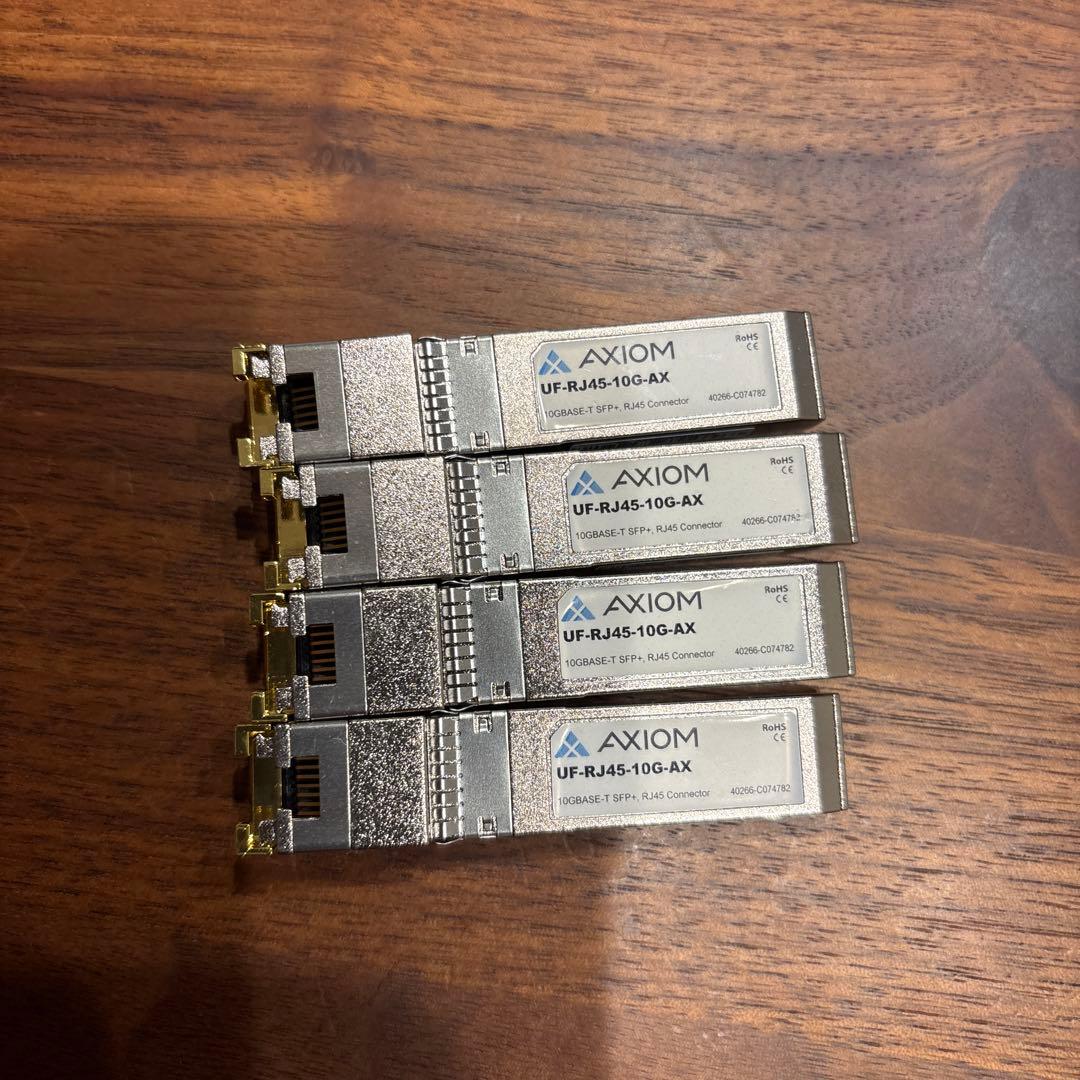 AXIOM RoHS
CE
UF-RJ45-10G-AX
10GBASE-T SFP+, RJ45 Connector 40266-C074782
AXIOM RoHS
CE
UF-RJ45-10G-AX
10GBASE-T SFP+, RJ45 Connector 40266-C074782
AXIOM RoHS
CE
UF-RJ45-10G-AX
10GBASE-T SFP+, RJ45 Connector 40266-C074782
AXIOM RoHS
CE
UF-RJ45-10G-AX
10GBASE-T SFP+, RJ45 Connector 40266-C074782